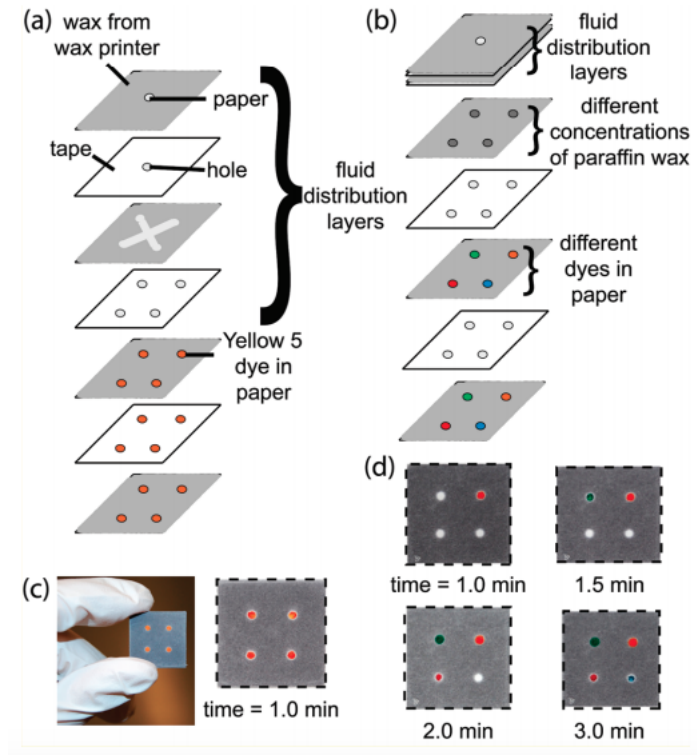 (a)
wax from
wax printer
paper
tape
hole
fluid
distribution
layers
Yellow 5
dye in
paper
(b)
fluid
distribution
layers
different
concentrations
of paraffin wax
different
dyes in
paper
(c)
time = 1.0 min
(d)
time = 1.0 min
1.5 min
2.0 min
3.0 min